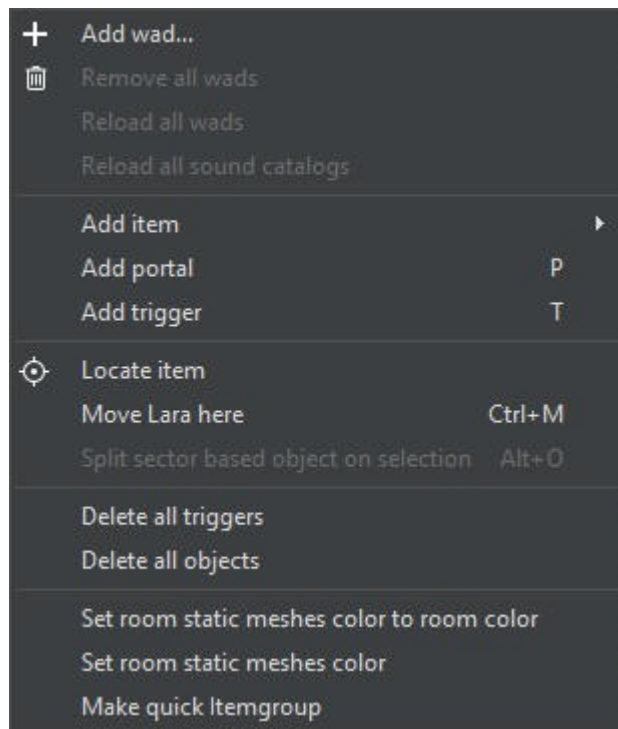 Add wad...
Remove all wads
Reload all wads
Reload all sound catalogs
Add item
Add portal P
Add trigger T
Locate item
Move Lara here Ctrl+M
Split sector based object on selection Alt+O
Delete all triggers
Delete all objects
Set room static meshes color to room color
Set room static meshes color
Make quick Itemgroup